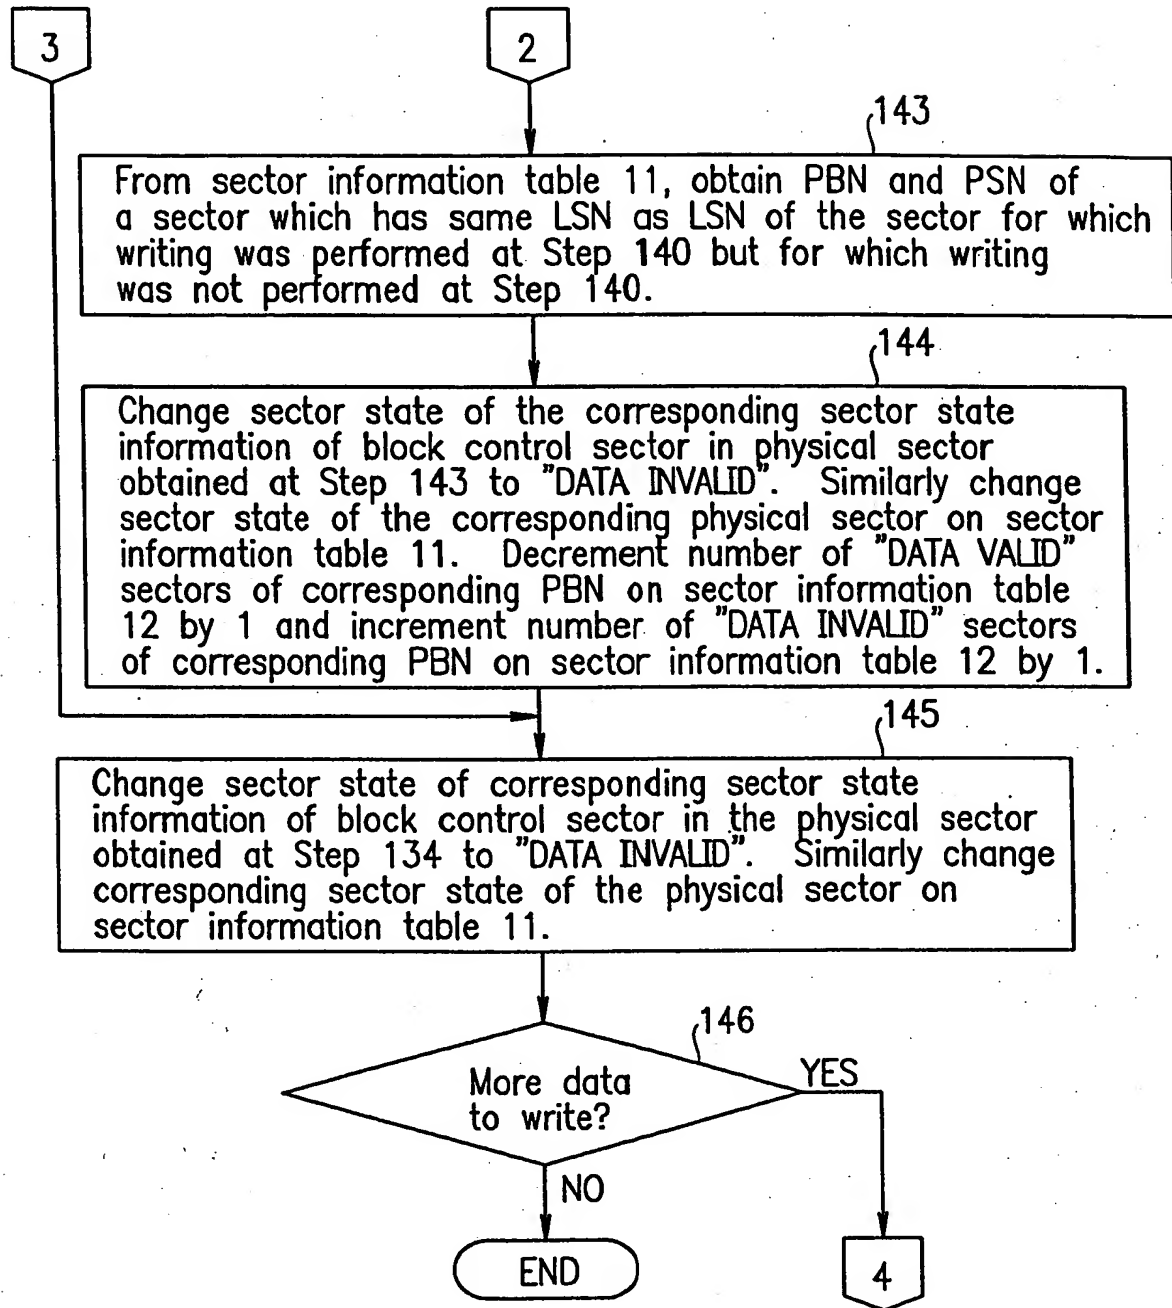 3
2
143
From sector information table 11, obtain PBN and PSN of
a sector which has same LSN as LSN of the sector for which
writing was performed at Step 140 but for which writing
was not performed at Step 140.
144
Change sector state of the corresponding sector state
information of block control sector in physical sector
obtained at Step 143 to "DATA INVALID". Similarly change
sector state of the corresponding physical sector on sector
information table 11. Decrement number of "DATA VALID"
sectors of corresponding PBN on sector information table
12 by 1 and increment number of "DATA INVALID" sectors
of corresponding PBN on sector information table 12 by 1.
145
Change sector state of corresponding sector state
information of block control sector in the physical sector
obtained at Step 134 to "DATA INVALID". Similarly change
corresponding sector state of the physical sector on
sector information table 11.
146
More data
to write?
YES
NO
END
4